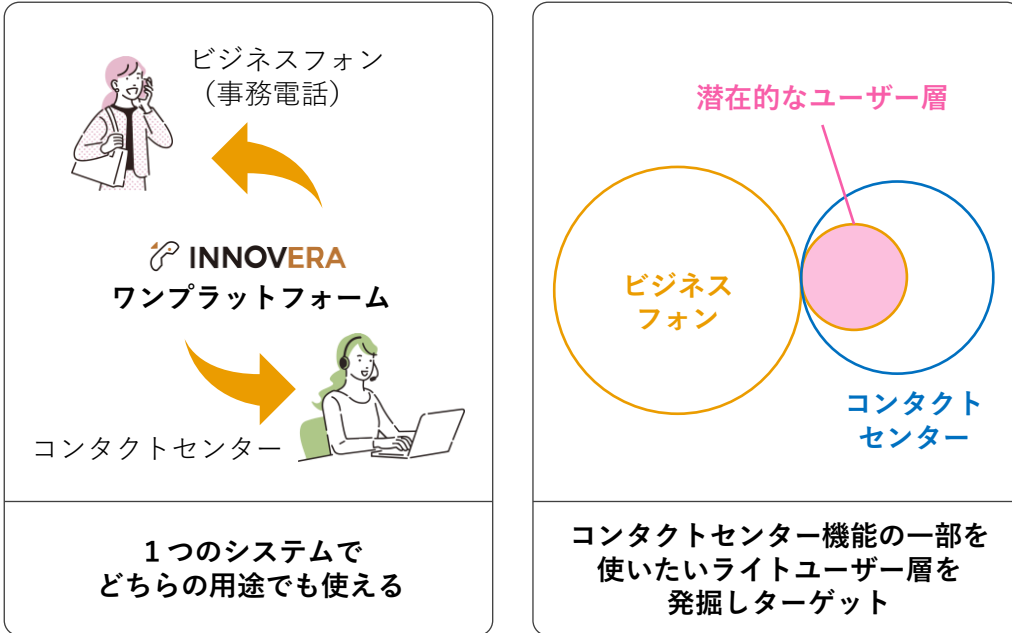 ビジネスフォン
（事務電話）
INNOVERA
ワンプラットフォーム
コンタクトセンター
１つのシステムで
どちらの用途でも使える
潜在的なユーザー層
ビジネス
フォン
コンタクト
センター
コンタクトセンター機能の一部を
使いたいライトユーザー層を
発掘しターゲット